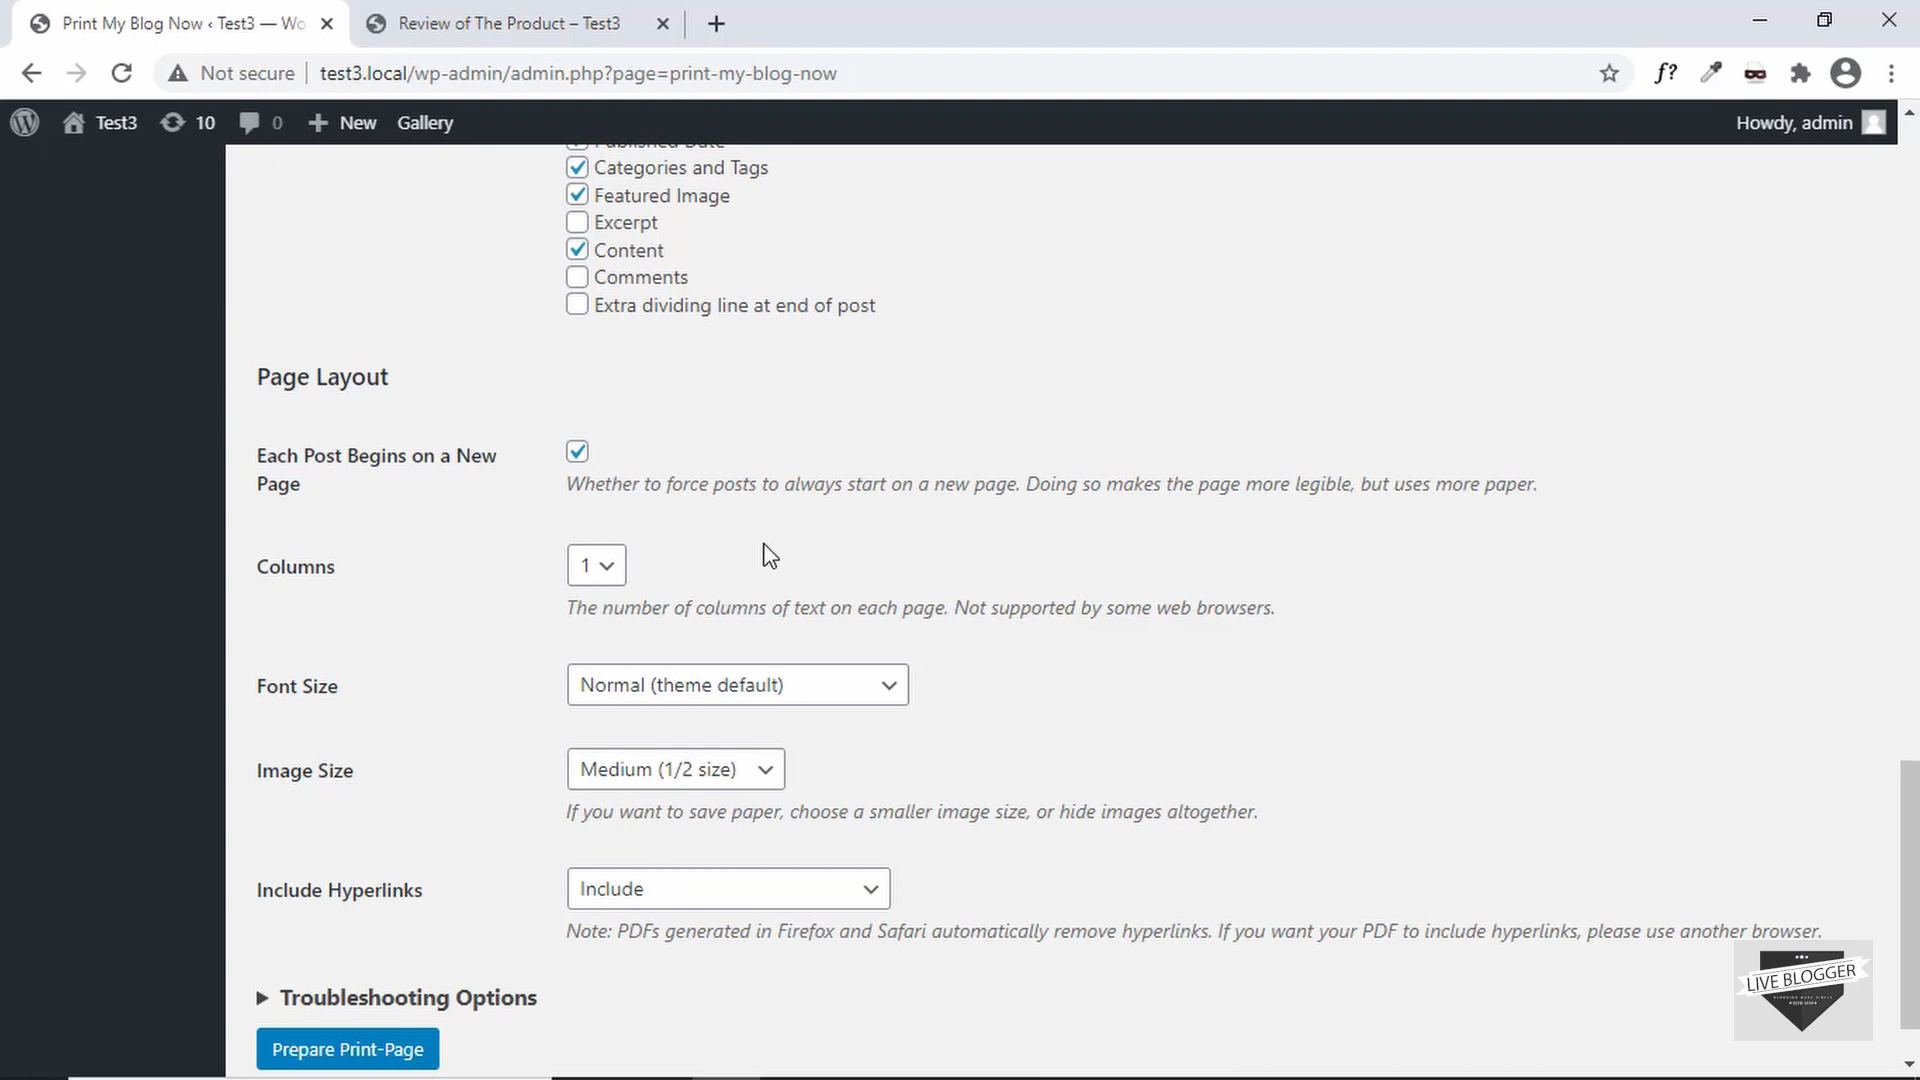 Print My Blog Now ‹ Test3 — Wo
Review of The Product – Test3
Not secure
test3.local/wp-admin/admin.php?page=print-my-blog-now
f?
Test3
10
0
New
Gallery
Howdy, admin
Published Date
Categories and Tags
Featured Image
Excerpt
Content
Comments
Extra dividing line at end of post
Page Layout
Each Post Begins on a New
Page
Whether to force posts to always start on a new page. Doing so makes the page more legible, but uses more paper.
Columns
1
The number of columns of text on each page. Not supported by some web browsers.
Font Size
Normal (theme default)
Image Size
Medium (1/2 size)
If you want to save paper, choose a smaller image size, or hide images altogether.
Include Hyperlinks
Include
Note: PDFs generated in Firefox and Safari automatically remove hyperlinks. If you want your PDF to include hyperlinks, please use another browser.
LIVE BLOGGER
Troubleshooting Options
Prepare Print-Page